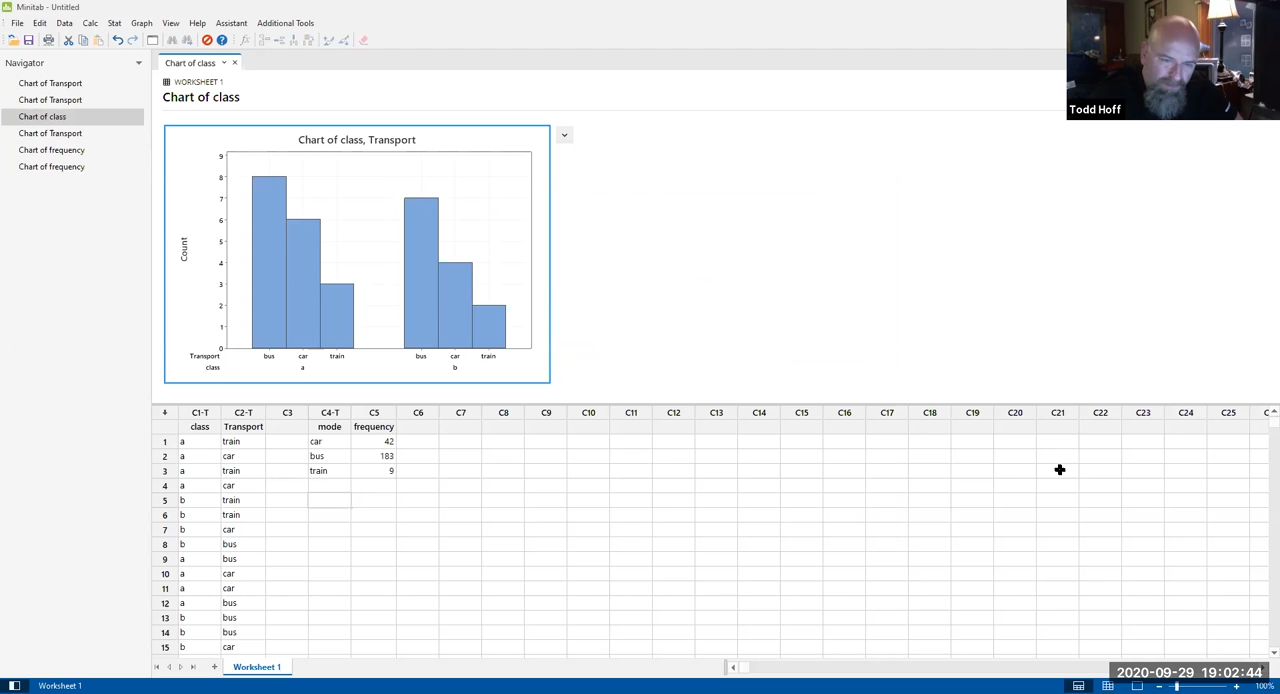 Minitab - Untitled
File Edit Data Calc Stat Graph View Help Assistant Additional Tools
Navigator
Chart of Transport
Chart of Transport
Chart of class
Chart of Transport
Chart of frequency
Chart of frequency
Chart of class
WORKSHEET 1
Chart of class
Chart of class, Transport
Count
9
8
7
6
5
4
3
2
1
0
Transport bus car train bus car train
class a b
Todd Hoff
C1-T C2-T C3 C4-T C5 C6 C7 C8 C9 C10 C11 C12 C13 C14 C15 C16 C17 C18 C19 C20 C21 C22 C23 C24 C25
class Transport mode frequency
1 a train car 42
2 a car bus 183
3 a train train 9
4 a car
5 b train
6 b train
7 b car
8 b bus
9 a bus
10 a car
11 a car
12 a bus
13 b bus
14 b bus
15 b car
Worksheet 1
2020-09-29 19:02:44
Worksheet 1
100%